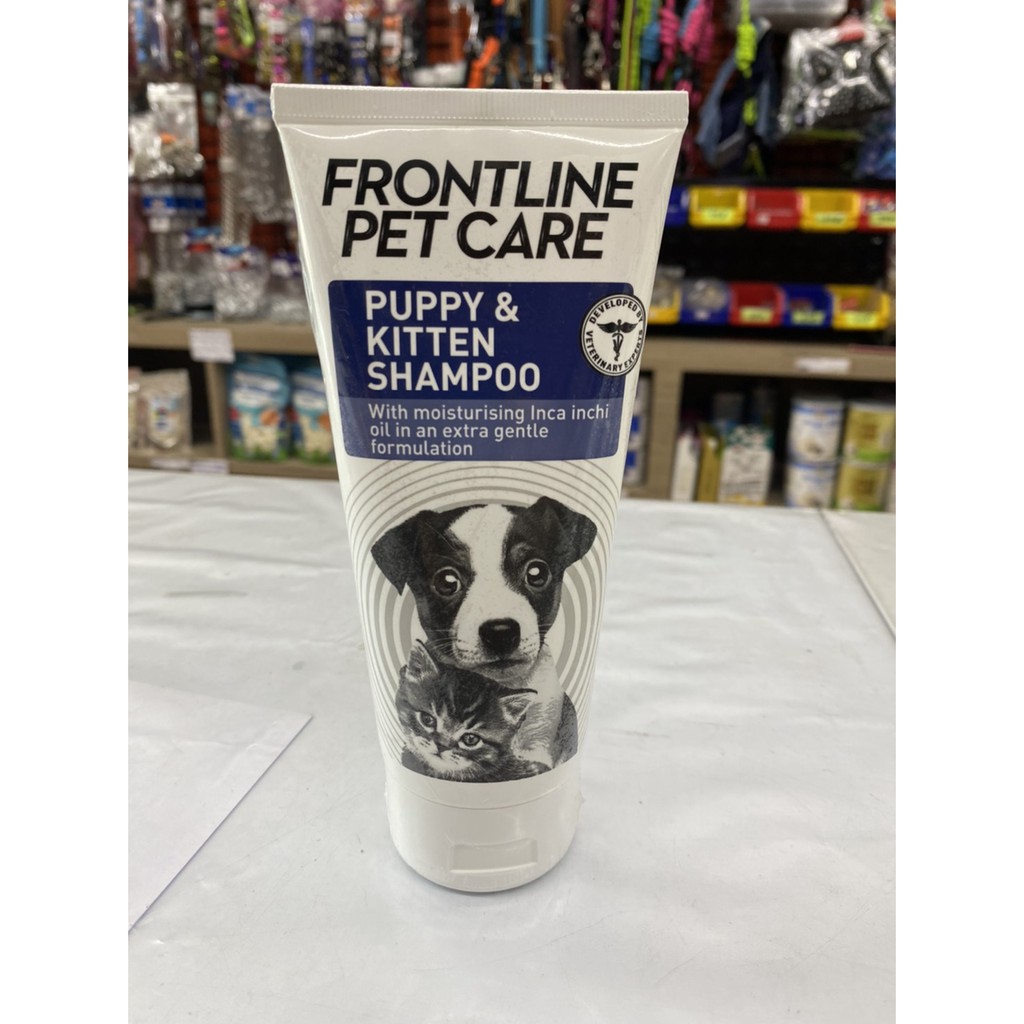 FRONTLINE
PET CARE
PUPPY &
KITTEN
SHAMPOO
With moisturising Inca inchi
oil in an extra gentle
formulation
DEVELOPED BY
VETERINARY EXPERTS